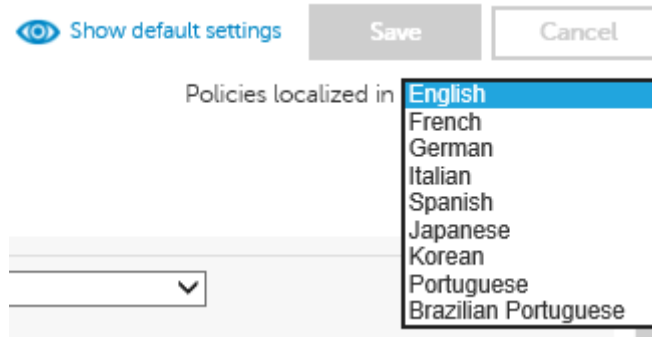 Show default settings Save Cancel
Policies localized in English
French
German
Italian
Spanish
Japanese
Korean
Portuguese
Brazilian Portuguese